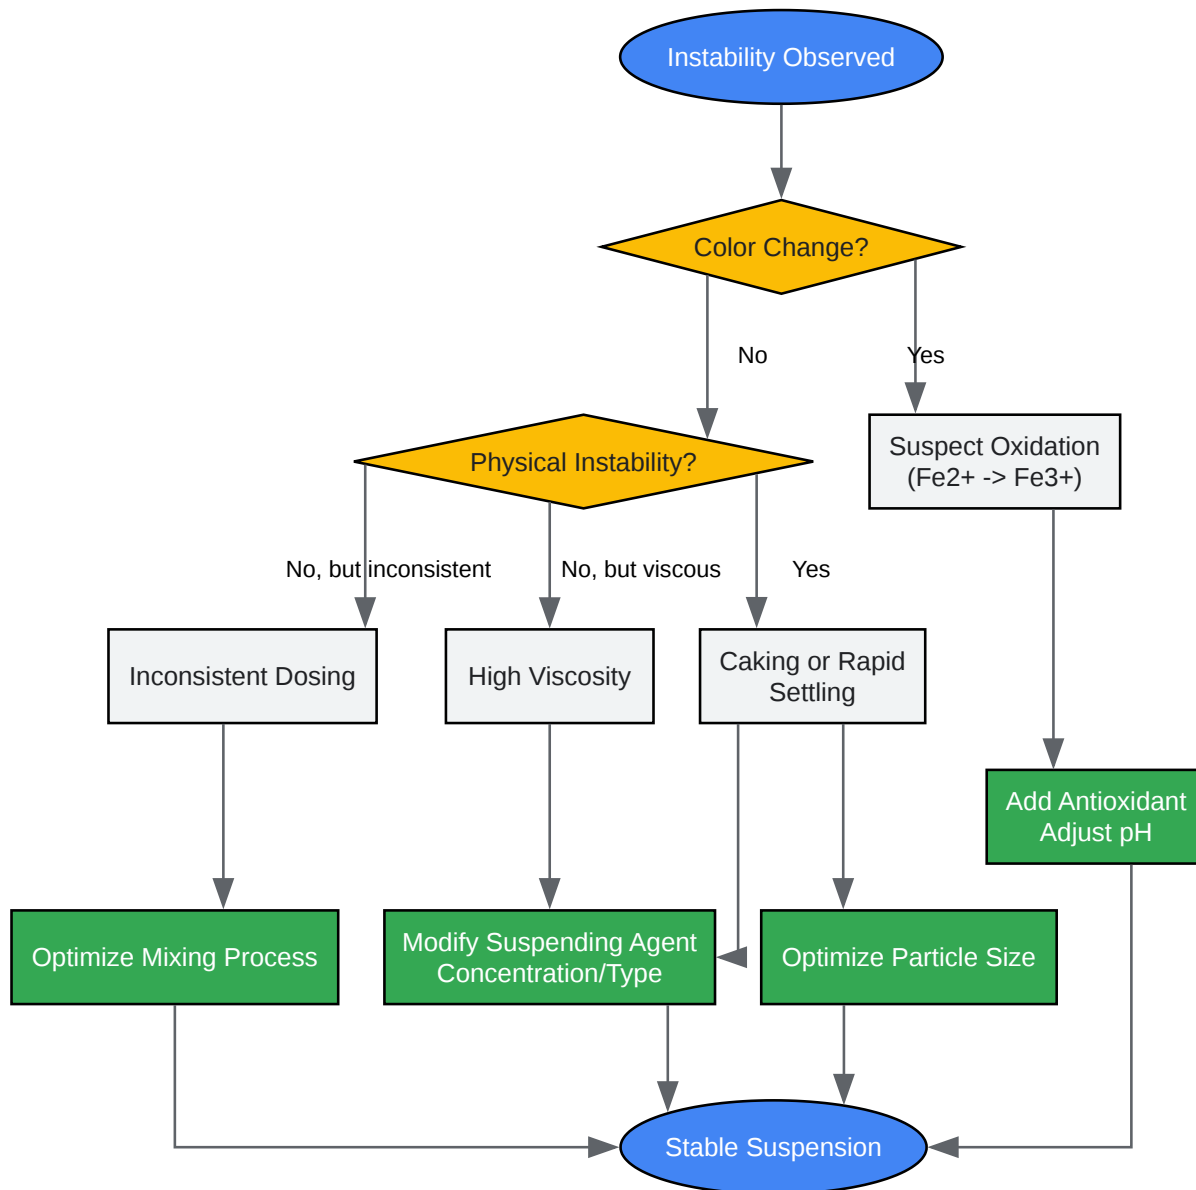 Instability Observed
Color Change?
No
Yes
Suspect Oxidation
(Fe2+ -> Fe3+)
Physical Instability?
No, but inconsistent
No, but viscous
Yes
Inconsistent Dosing
High Viscosity
Caking or Rapid
Settling
Add Antioxidant
Adjust pH
Optimize Mixing Process
Modify Suspending Agent
Concentration/Type
Optimize Particle Size
Stable Suspension